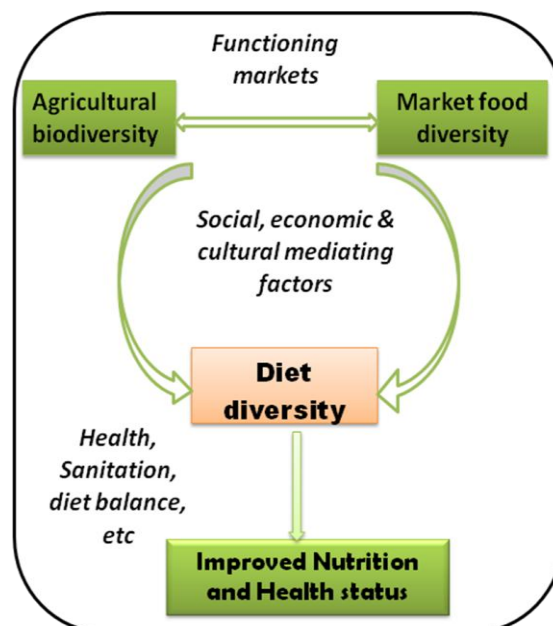 Functioning
markets
Agricultural
biodiversity
Market food
diversity
Social, economic &
cultural mediating
factors
Diet
diversity
Health,
Sanitation,
diet balance,
etc
Improved Nutrition
and Health status